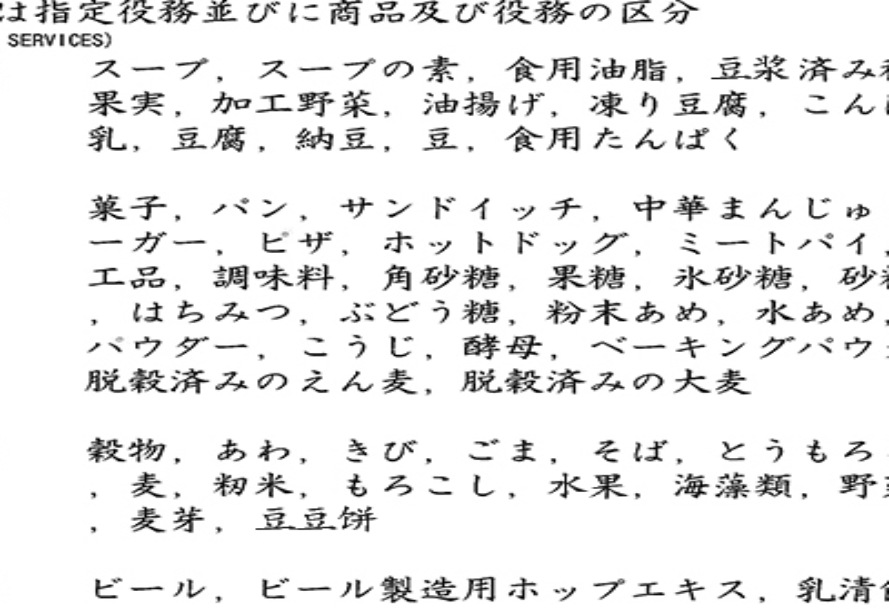 は指定役務並びに商品及び役務の区分
SERVICES)
スープ，スープの素，食用油脂，豆浆済み
果実，加工野菜，油揚げ，凍り豆腐，こん
乳，豆腐，納豆，豆，食用たんぱく
菓子，パン，サンドイッチ，中華まんじゅ
ーガー，ピザ，ホットドッグ，ミートパイ，
工品，調味料，角砂糖，果糖，氷砂糖，砂
，はちみつ，ぶどう糖，粉末あめ，水あめ，
パウダー，こうじ，酵母，ベーキングパウ
脱穀済みのえん麦，脱穀済みの大麦
穀物，あわ，きび，ごま，そば，とうもろ
，麦，籾米，もろこし，水果，海藻類，野
，麦芽，豆豆饼
ビール，ビール製造用ホップエキス，乳清